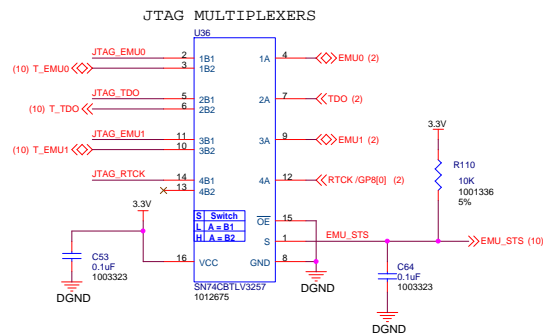 JTAG MULTIPLEXERS
U36
JTAG_EMU0 2 1B1 1A 4 EMU0 (2)
(10) T_EMU0 3 1B2
JTAG_TDO 5 2B1 2A 7 TDO (2)
(10) T_TDO 6 2B2
JTAG_EMU1 11 3B1 3A 9 EMU1 (2)
(10) T_EMU1 10 3B2
JTAG_RTCK 14 4B1 4A 12 RTCK /GP8[0] (2)
13 4B2
3.3V
R110
10K
1001336
5%
3.3V
S Switch
L A = B1
H A = B2
OE 15
S 1 EMU_STS EMU_STS (10)
16 VCC GND 8
C53
0.1uF
1003323
DGND
SN74CBTLV3257
1012675
DGND
C64
0.1uF
1003323
DGND